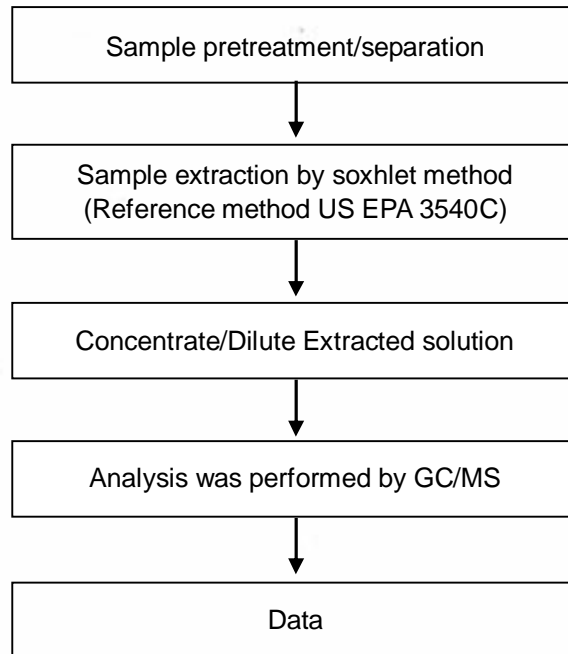 Sample pretreatment/separation
Sample extraction by soxhlet method
(Reference method US EPA 3540C)
Concentrate/Dilute Extracted solution
Analysis was performed by GC/MS
Data